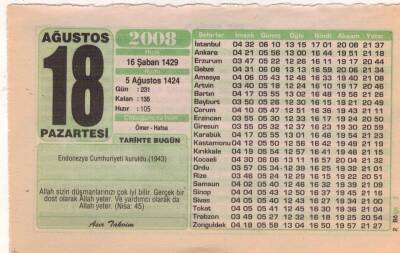 AĞUSTOS
18
PAZARTESİ
2008
Hicri
16 Şaban 1429
5 Ağustos 1424
Gün : 231
Kalan : 135
Hızır : 105
Ömer - Hafsa
TARİHTE BUGÜN
Endonezya Cumhuriyeti kuruldu.(1943)
Allah sizin düşmanlarınızı çok iyi bilir. Gerçek bir
dost olarak Allah yeter. Ve yardımcı olarak da
Allah yeter. (Nisa: 45)
Asır Takvim
Şehirler İmsak Güneş Öğle İkindi Akşam Yatsı
İstanbul 04 32 06 10 13 15 17 01 20 08 21 37
Ankara 04 21 05 56 13 00 16 44 19 51 21 18
Erzurum 03 47 05 22 12 26 16 11 19 17 20 44
Gebze 04 31 06 08 13 13 16 59 20 06 21 34
Amasya 04 06 05 43 12 48 16 33 19 40 21 08
Artvin 03 40 05 18 12 24 16 10 19 17 20 46
Bartın 04 17 05 55 13 02 16 48 19 56 21 26
Bayburt 03 50 05 26 12 30 16 15 19 21 20 49
Çorum 04 10 05 47 12 51 16 36 19 43 21 11
Erzincan 03 55 05 30 12 33 16 17 19 24 20 50
Giresun 03 55 05 32 12 37 16 23 19 30 20 59
Karabük 04 17 05 55 13 01 16 46 19 54 21 23
Kastamonu 04 12 05 50 12 56 16 42 19 49 21 19
Kırıkkale 04 19 05 54 12 57 16 41 19 48 21 15
Kocaeli 04 30 06 06 13 11 16 57 20 04 21 32
Ordu 03 57 05 34 12 39 16 25 19 32 21 01
Rize 03 48 05 24 12 29 16 15 19 22 20 51
Samsun 04 02 05 40 12 46 16 32 19 39 21 09
Sinop 04 04 05 43 12 50 16 37 19 45 21 16
Sivas 04 05 05 40 12 43 16 27 19 34 21 00
Tokat 04 05 05 41 12 45 16 30 19 36 21 04
Trabzon 03 49 05 27 12 32 16 18 19 25 20 54
Zonguldak 04 19 05 58 13 04 16 50 19 57 21 27